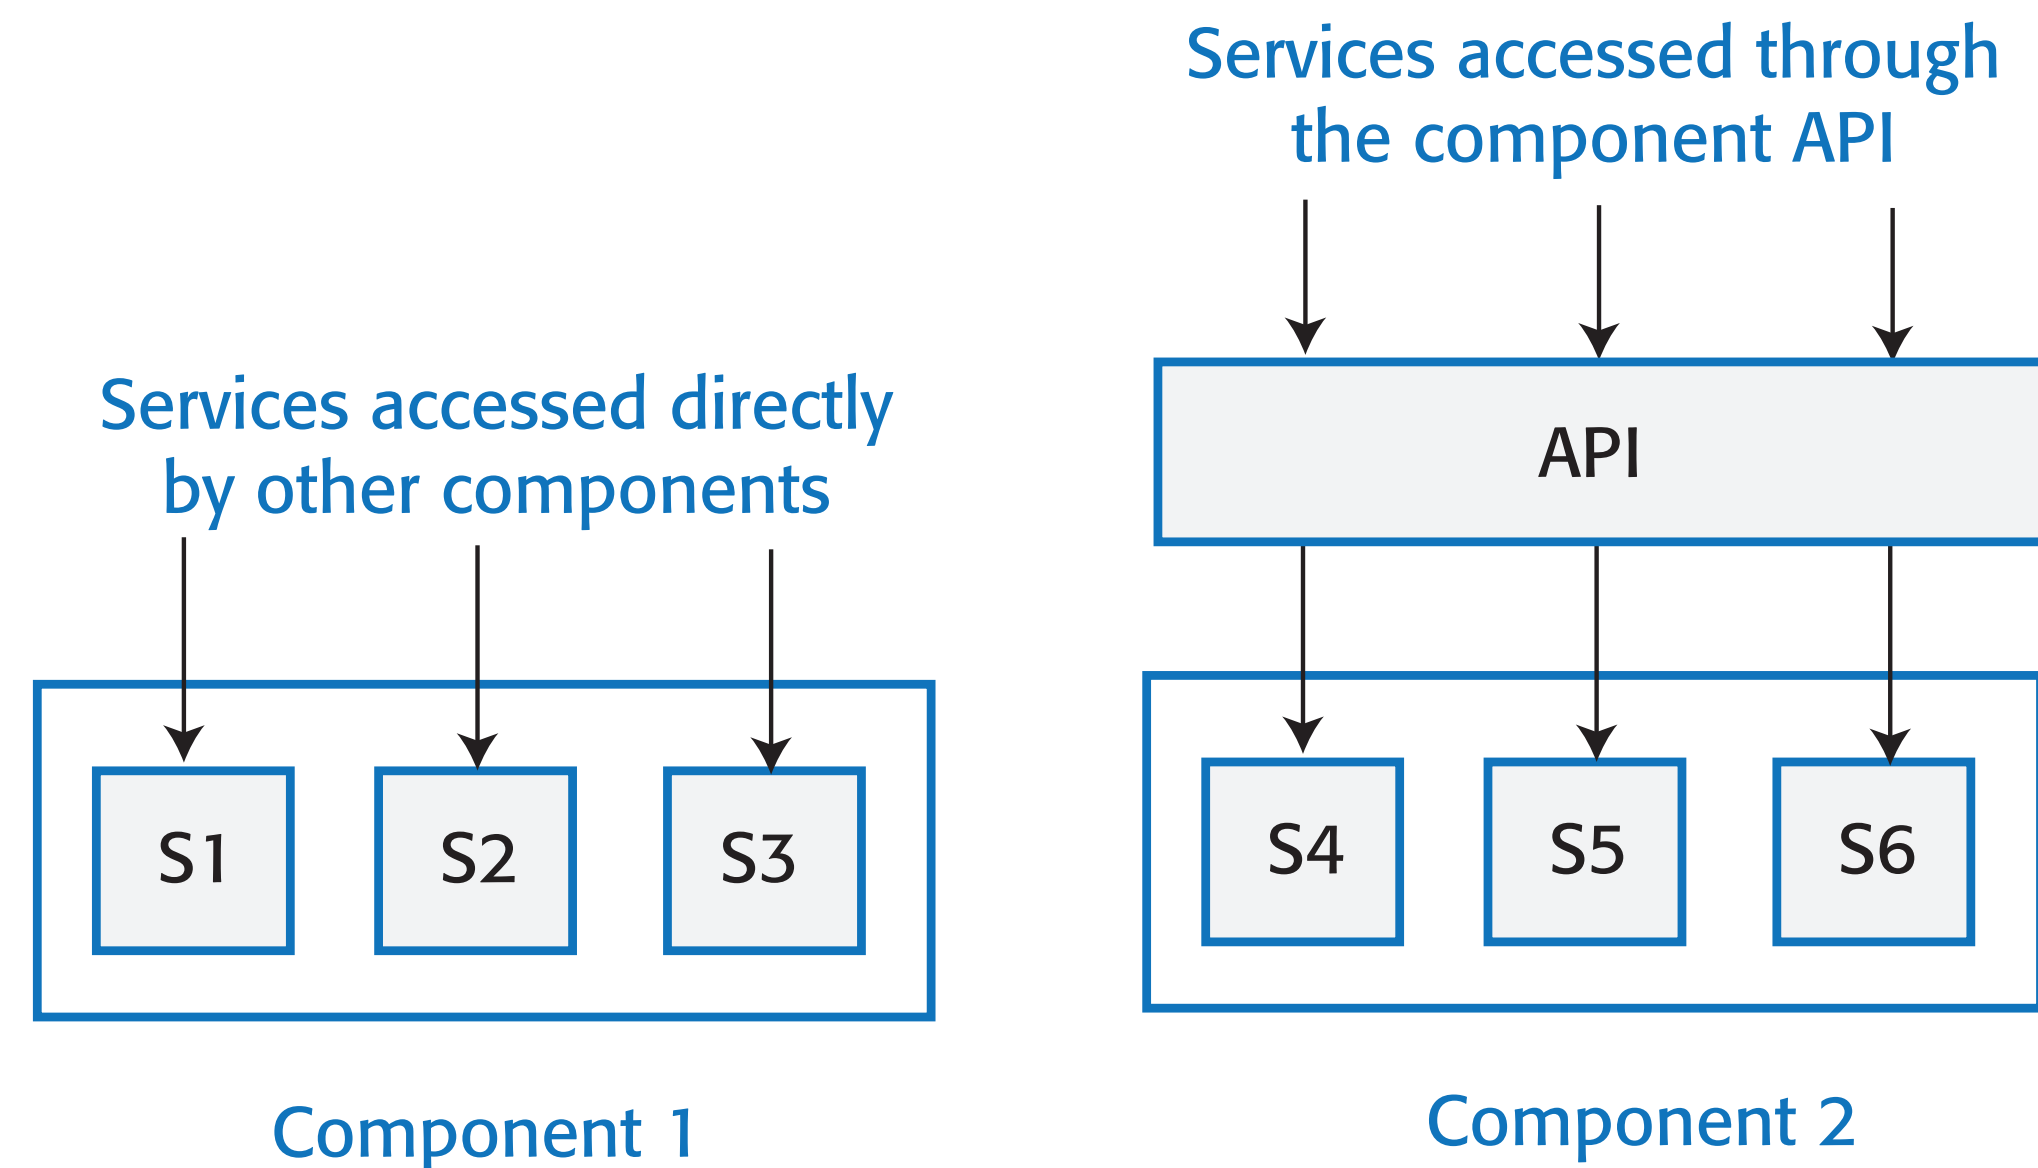 Services accessed directly
by other components
S1
S2
S3
Component 1
Services accessed through
the component API
API
S4
S5
S6
Component 2